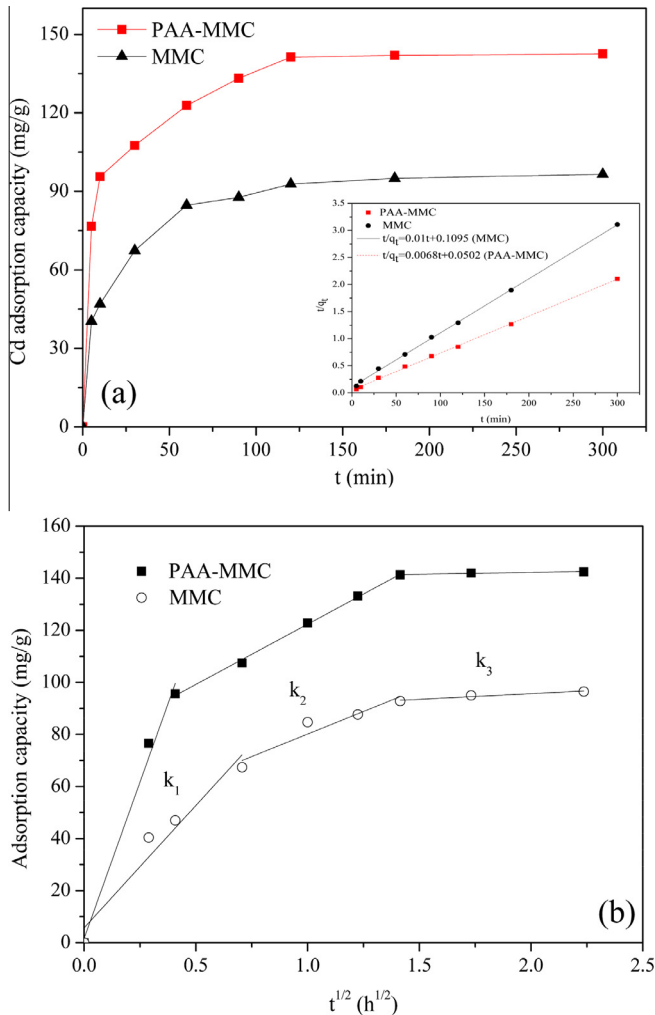 PAA-MMC
MMC
Cd adsorption capacity (mg/g)
150
120
90
60
30
0
PAA-MMC
MMC
t/qt=0.01t+0.1095 (MMC)
t/qt=0.0068t+0.0502 (PAA-MMC)
t/qt
3.5
3.0
2.5
2.0
1.5
1.0
0.5
0.0
0 50 100 150 200 250 300
t (min)
(a)
0 50 100 150 200 250 300
t (min)
PAA-MMC
MMC
Adsorption capacity (mg/g)
160
140
120
100
80
60
40
20
0
k1
k2
k3
(b)
0.0 0.5 1.0 1.5 2.0 2.5
t1/2 (h1/2)